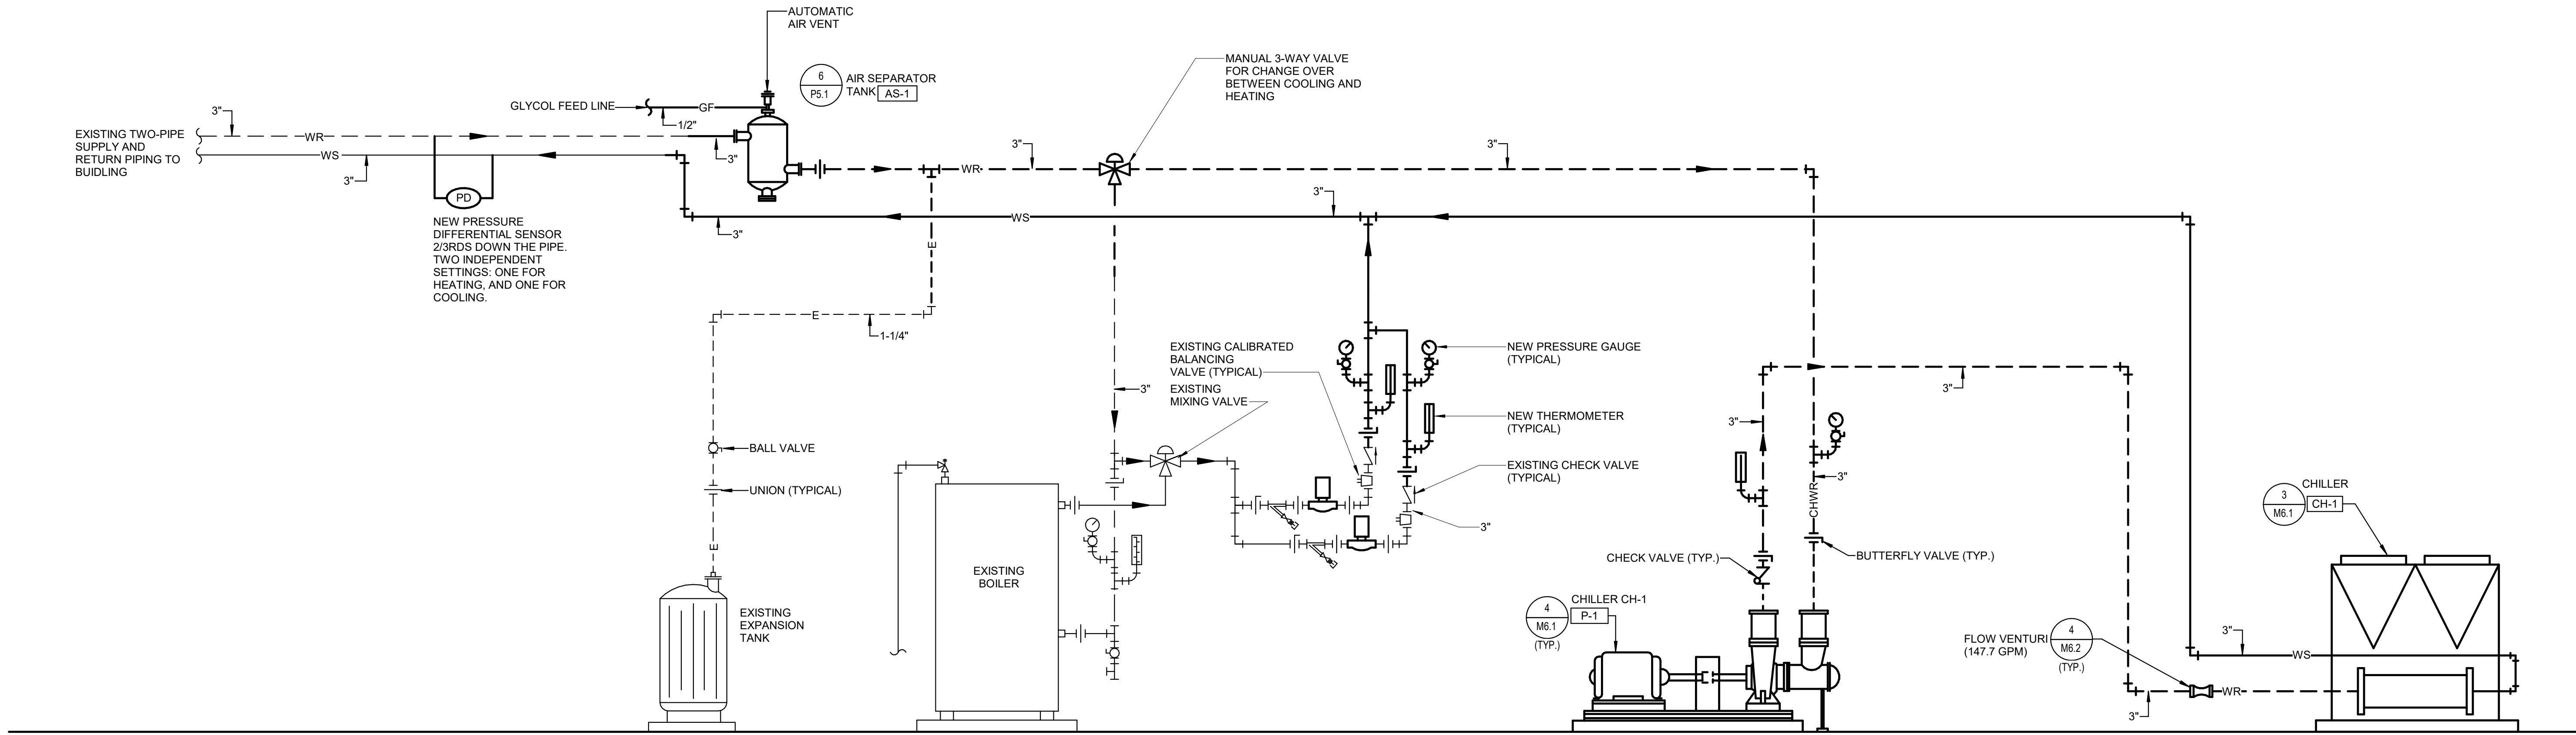 AUTOMATIC
AIR VENT
6
P5.1
AIR SEPARATOR
TANK AS-1
MANUAL 3-WAY VALVE
FOR CHANGE OVER
BETWEEN COOLING AND
HEATING
GLYCOL FEED LINE
GF
1/2"
3"
EXISTING TWO-PIPE
SUPPLY AND
RETURN PIPING TO
BUIDLING
WR
WS
3"
3"
WR
3"
3"
PD
NEW PRESSURE
DIFFERENTIAL SENSOR
2/3RDS DOWN THE PIPE.
TWO INDEPENDENT
SETTINGS: ONE FOR
HEATING, AND ONE FOR
COOLING.
3"
WS
3"
E
E
1-1/4"
BALL VALVE
UNION (TYPICAL)
E
EXISTING
EXPANSION
TANK
EXISTING
BOILER
3"
EXISTING CALIBRATED
BALANCING
VALVE (TYPICAL)
EXISTING
MIXING VALVE
NEW PRESSURE GAUGE
(TYPICAL)
NEW THERMOMETER
(TYPICAL)
EXISTING CHECK VALVE
(TYPICAL)
3"
3"
3"
3"
CHWR
CHECK VALVE (TYP.)
BUTTERFLY VALVE (TYP.)
4
M6.1
(TYP.)
CHILLER CH-1
P-1
FLOW VENTURI
(147.7 GPM)
4
M6.2
(TYP.)
3
M6.1
CHILLER
CH-1
3"
WS
WR
3"